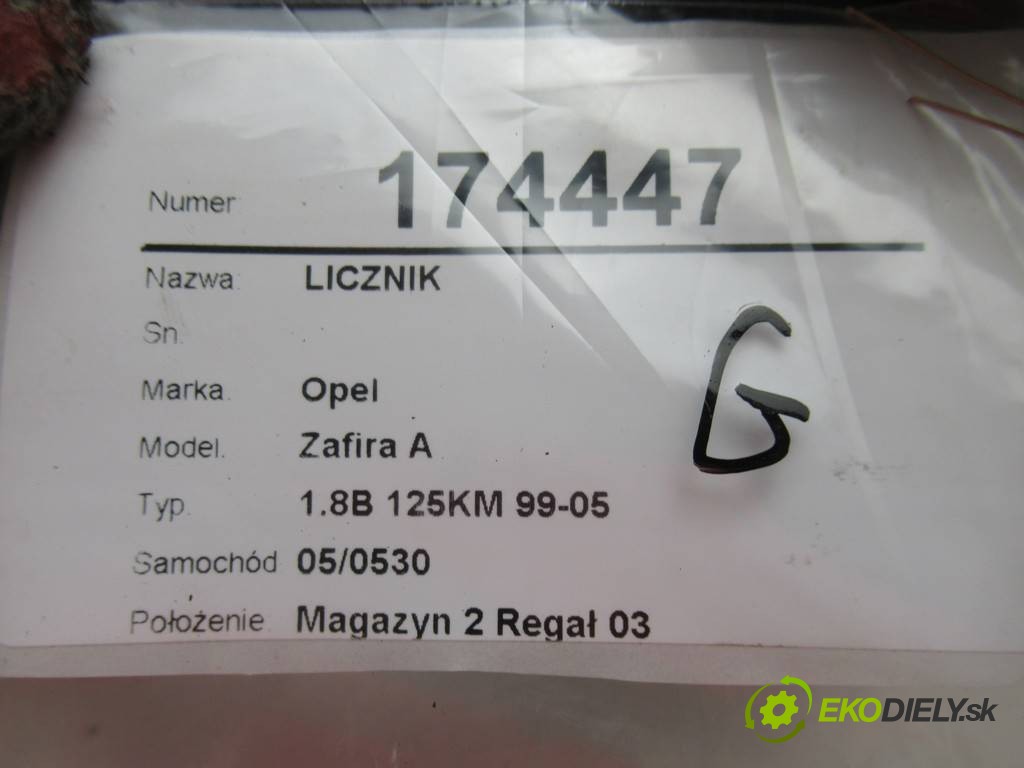 Numer 174447
Nazwa: LICZNIK
Sn.
Marka. Opel
Model. Zafira A
Typ. 1.8B 125KM 99-05
Samochód 05/0530
Położenie Magazyn 2 Regał 03
G
EKODIELY.sk